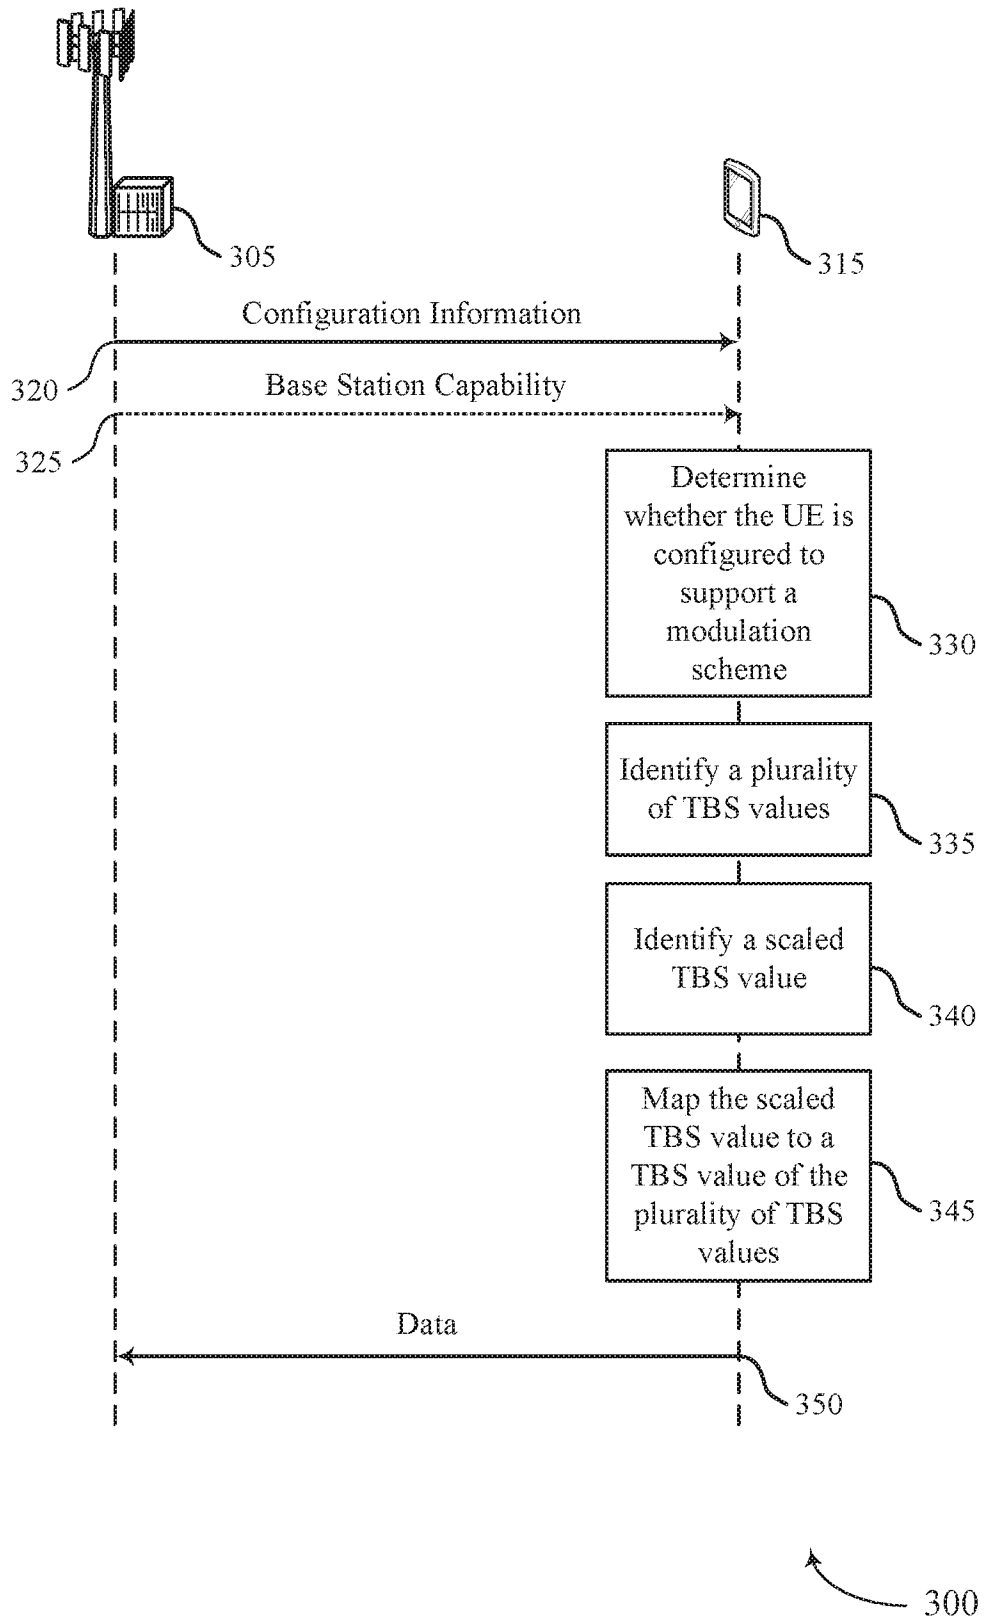 305
315
Configuration Information
320
Base Station Capability
325
Determine
whether the UE is
configured to
support a
modulation
scheme
330
Identify a plurality
of TBS values
335
Identify a scaled
TBS value
340
Map the scaled
TBS value to a
TBS value of the
plurality of TBS
values
345
Data
350
300